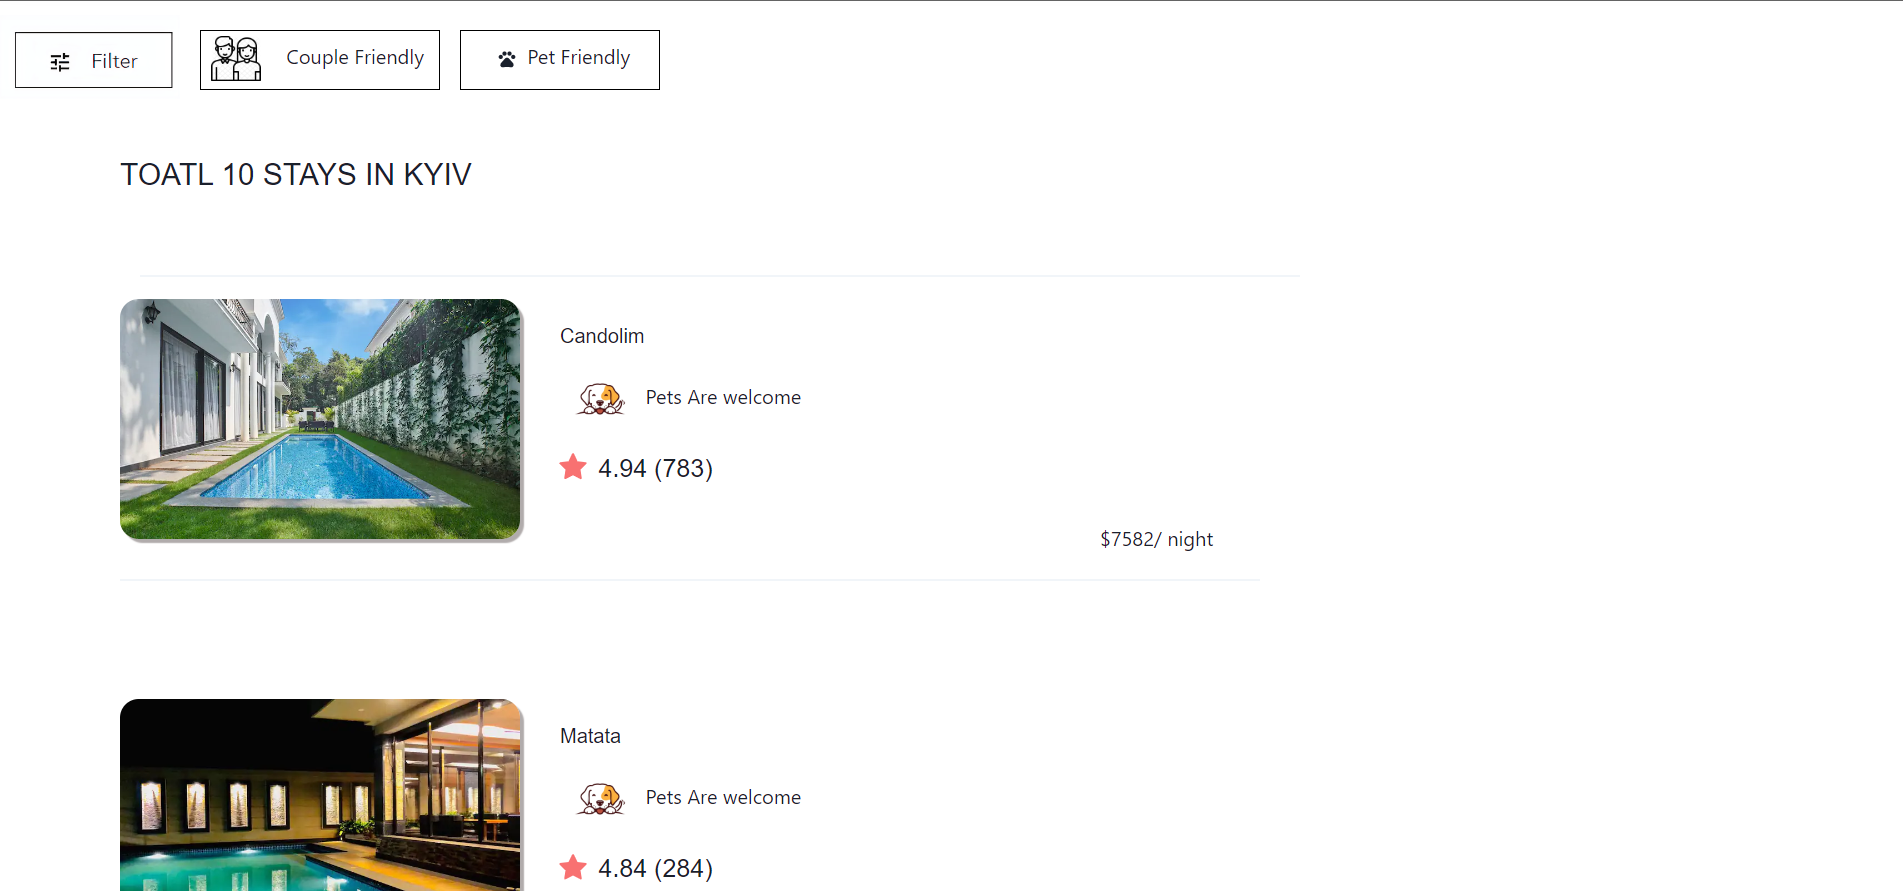 Filter
Couple Friendly
Pet Friendly
TOATL 10 STAYS IN KYIV
Candolim
Pets Are welcome
4.94 (783)
$7582/ night
Matata
Pets Are welcome
4.84 (284)